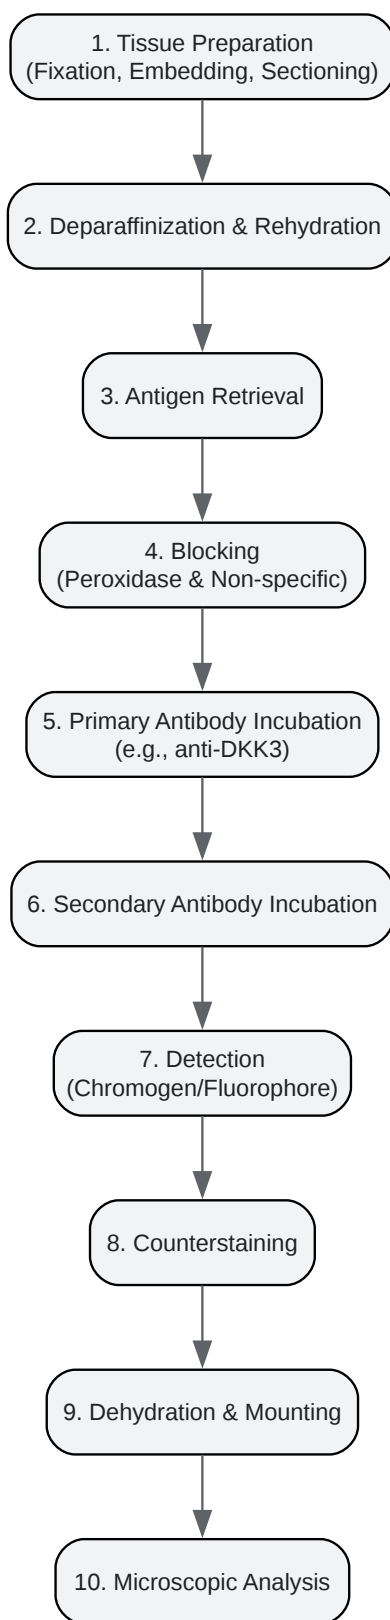 1. Tissue Preparation
(Fixation, Embedding, Sectioning)
2. Deparaffinization & Rehydration
3. Antigen Retrieval
4. Blocking
(Peroxidase & Non-specific)
5. Primary Antibody Incubation
(e.g., anti-DKK3)
6. Secondary Antibody Incubation
7. Detection
(Chromogen/Fluorophore)
8. Counterstaining
9. Dehydration & Mounting
10. Microscopic Analysis